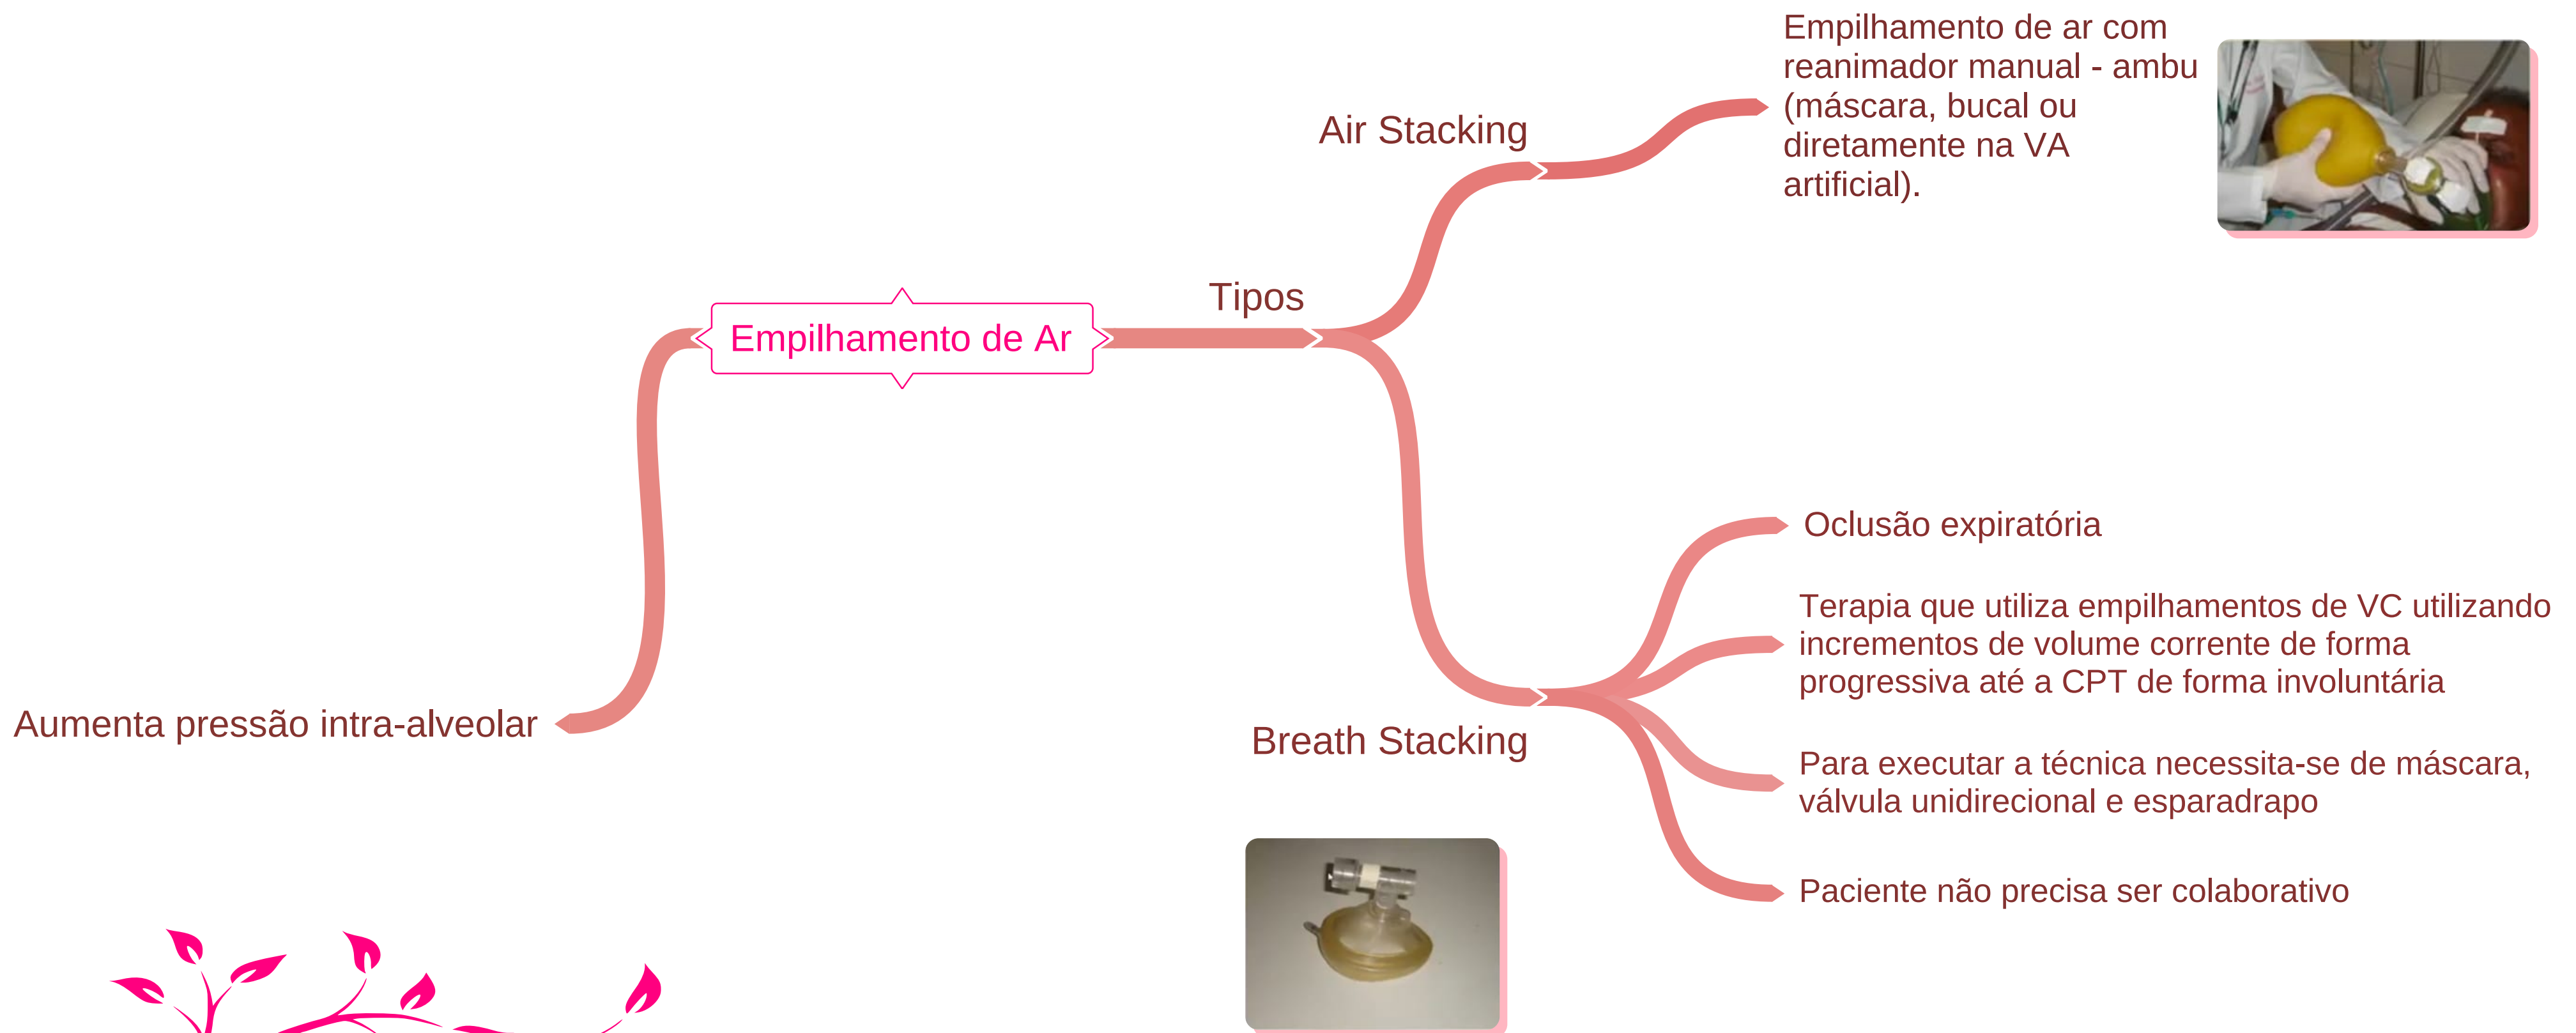 Empilhamento de ar com
reanimador manual - ambu
(máscara, bucal ou
diretamente na VA
artificial).
Air Stacking
Tipos
Empilhamento de Ar
Oclusão expiratória
Terapia que utiliza empilhamentos de VC utilizando
incrementos de volume corrente de forma
progressiva até a CPT de forma involuntária
Aumenta pressão intra-alveolar
Breath Stacking
Para executar a técnica necessita-se de máscara,
válvula unidirecional e esparadrapo
Paciente não precisa ser colaborativo